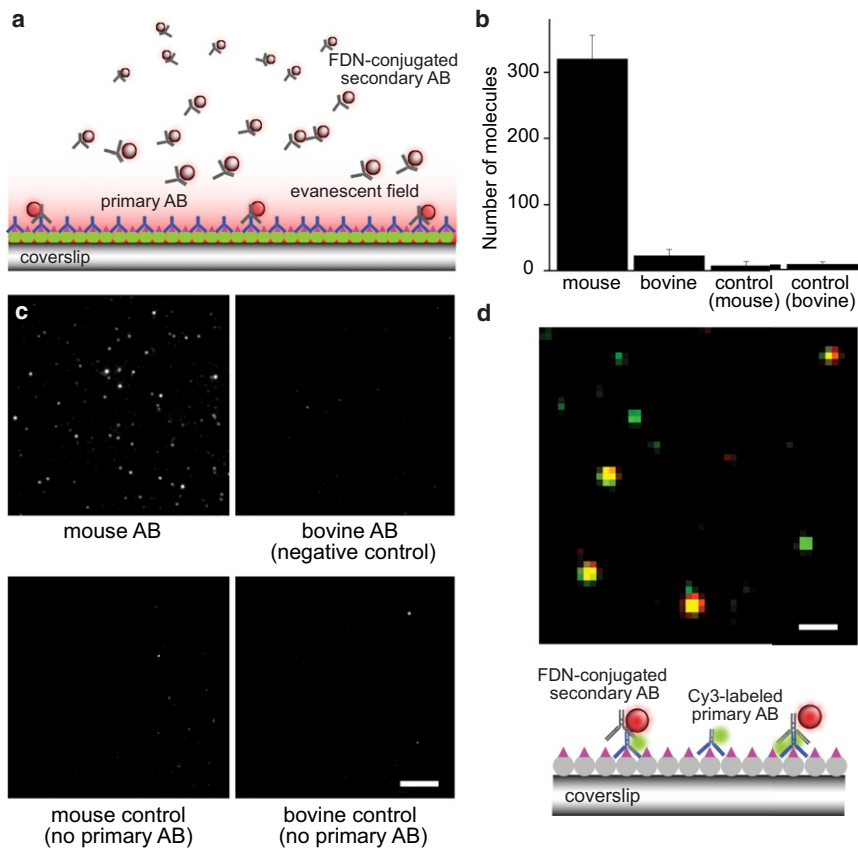 a
FDN-conjugated
secondary AB
primary AB
evanescent field
coverslip
b
Number of molecules
300
200
100
0
mouse
bovine
control
(mouse)
control
(bovine)
c
mouse AB
bovine AB
(negative control)
mouse control
(no primary AB)
bovine control
(no primary AB)
d
FDN-conjugated
secondary AB
Cy3-labeled
primary AB
coverslip